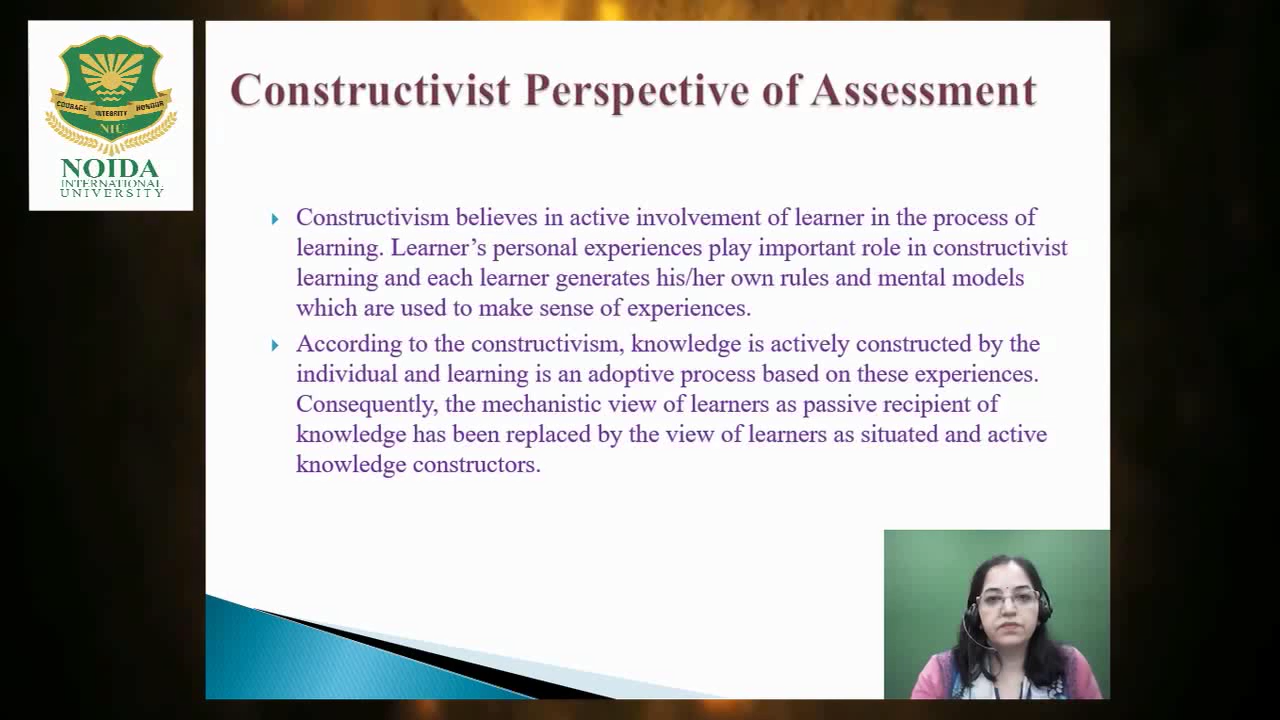 COURAGE
HONOUR
INTEGRITY
NIU
NOIDA
INTERNATIONAL
UNIVERSITY
Constructivist Perspective of Assessment
Constructivism believes in active involvement of learner in the process of
learning. Learner’s personal experiences play important role in constructivist
learning and each learner generates his/her own rules and mental models
which are used to make sense of experiences.
According to the constructivism, knowledge is actively constructed by the
individual and learning is an adoptive process based on these experiences.
Consequently, the mechanistic view of learners as passive recipient of
knowledge has been replaced by the view of learners as situated and active
knowledge constructors.